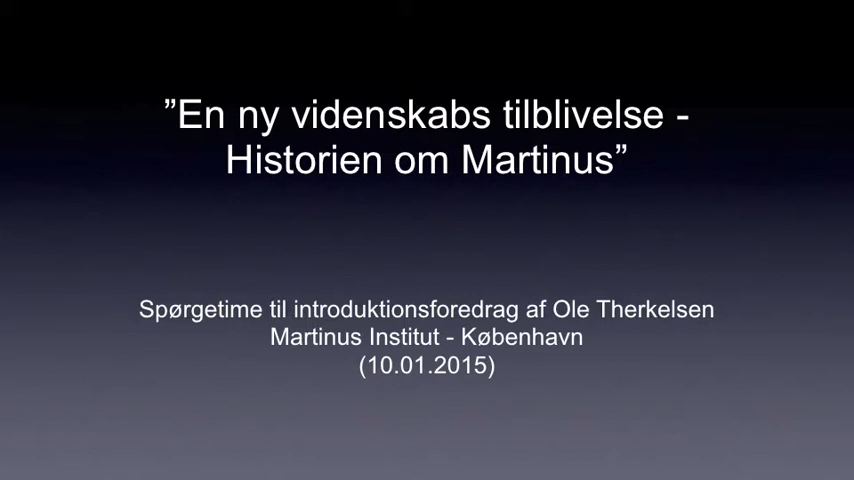 ”En ny videnskabs tilblivelse -
Historien om Martinus”
Spørgetime til introduktionsforedrag af Ole Therkelsen
Martinus Institut - København
(10.01.2015)